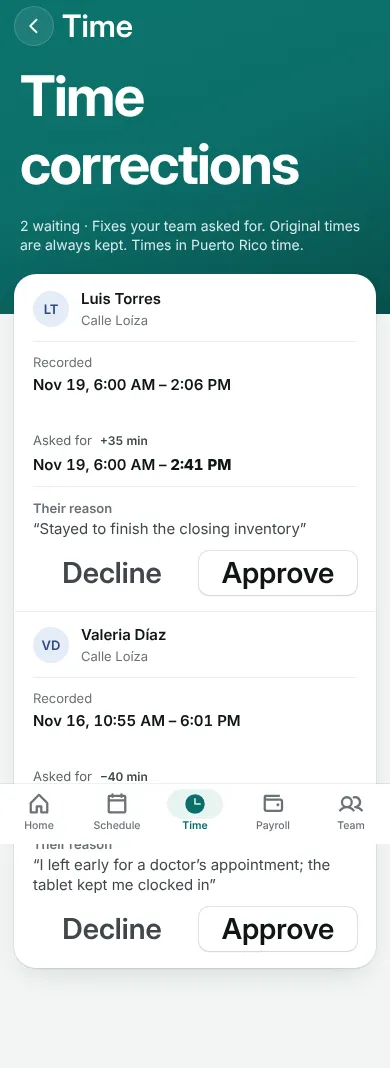 Time
Time
corrections
2 waiting · Fixes your team asked for. Original times
are always kept. Times in Puerto Rico time.
LT
Luis Torres
Calle Loíza
Recorded
Nov 19, 6:00 AM – 2:06 PM
Asked for +35 min
Nov 19, 6:00 AM – 2:41 PM
Their reason
“Stayed to finish the closing inventory”
Decline
Approve
VD
Valeria Díaz
Calle Loíza
Recorded
Nov 16, 10:55 AM – 6:01 PM
Asked for −40 min
Home
Schedule
Time
Payroll
Team
Their reason
“I left early for a doctor’s appointment; the
tablet kept me clocked in”
Decline
Approve